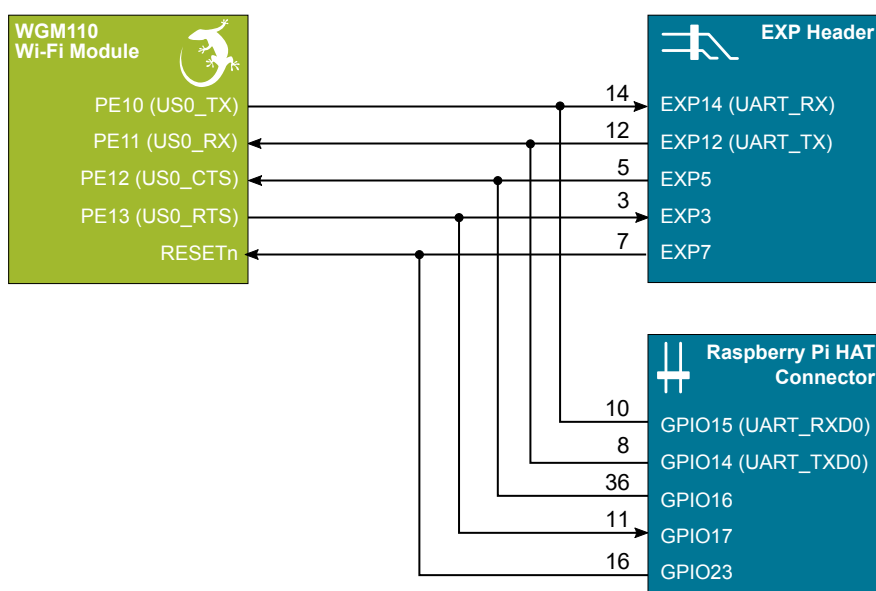 WGM110
Wi-Fi Module
PE10 (US0_TX)
PE11 (US0_RX)
PE12 (US0_CTS)
PE13 (US0_RTS)
RESETn
14
12
5
3
7
EXP Header
EXP14 (UART_RX)
EXP12 (UART_TX)
EXP5
EXP3
EXP7
Raspberry Pi HAT
Connector
10
8
36
11
16
GPIO15 (UART_RXD0)
GPIO14 (UART_TXD0)
GPIO16
GPIO17
GPIO23